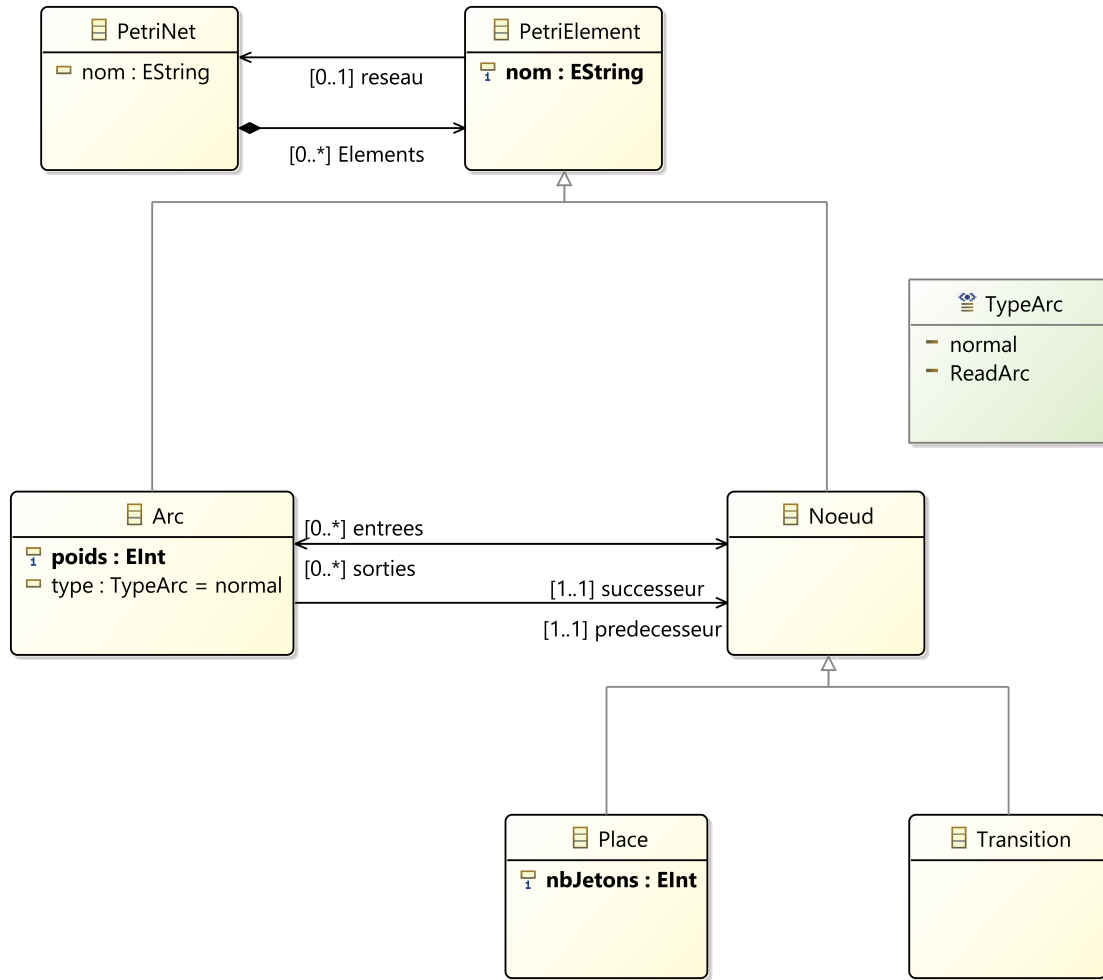 PetriNet
nom : EString
PetriElement
nom : EString
[0..1] reseau
[0..*] Elements
TypeArc
normal
ReadArc
Arc
poids : EInt
type : TypeArc = normal
[0..*] entrees
[0..*] sorties
[1..1] successeur
[1..1] predecesseur
Noeud
Place
nbJetons : EInt
Transition